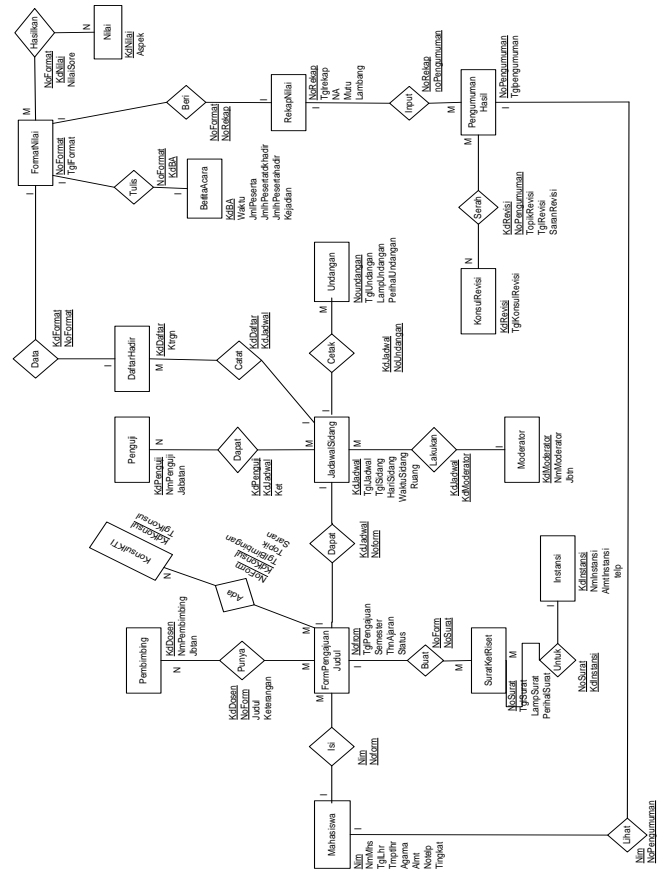 Hasilkan
NoFormat
KdNilai
NilaiSore
Nilai
KdNilai
Aspek
N
M
FormatNilai
NoFormat
TglFormat
I
I
I
Beri
NoFormat
NoRekap
I
RekapNilai
NoRekap
Tglrekap
NA
Mutu
Lambang
I
Input
NoRekap
noPengumuman
M
Pengumuman
Hasil
NoPengumuman
Tglpengumuman
I
M
Tulis
NoFormat
KdBA
I
BeritaAcara
KdBA
Waktu
JmlPeserta
JmlhPesertatdkhadir
JmlhPesertahadir
Kejadian
Serah
KdRevisi
NoPengumuman
TopikRevisi
TglRevisi
SaranRevisi
N
KonsulRevisi
KdRevisi
TglKonsulRevisi
Data
KdFormat
NoFormat
I
DaftarHadir
KdDaftar
Ktrgn
M
Catat
KdDaftar
KdJadwal
I
Undangan
Noundangan
TglUndangan
LampUndangan
PerihalUndangan
M
Cetak
KdJadwal
NoUndangan
I
Penguji
KdPenguji
NmPenguji
Jabatan
N
Dapat
KdPenguji
KdJadwal
Ket
M
JadawalSidang
KdJadwal
TglJadwal
TglSidang
HariSidang
WaktuSidang
Ruang
M
I
Lakukan
KdJadwal
KdModerator
I
Moderator
KdModerator
NmModerator
Jbtn
Dapat
KdJadwal
Noform
KonsulKTI
KdKonsul
TglKonsul
N
Ada
NoForm
KdKonsul
TglBimbingan
Topik
Saran
M
I
Pembimbing
KdDosen
NmPembimbing
Jbtan
N
Punya
KdDosen
NoForm
Judul
Keterangan
M
FormPengajuan
Judul
Nofrom
TglPengajuan
Semester
ThnAjaran
Status
I
M
Buat
NoForm
NoSurat
M
SuratKetRiset
NoSurat
TglSurat
LampSurat
PerihalSurat
Untuk
NoSurat
KdInstansi
I
Instansi
KdInstansi
NmInstansi
AlmtInstansi
telp
Isi
Nim
Noform
I
Mahasiswa
Nim
NmMhs
TglLhr
Tmptlhr
Agama
Almt
Notelp
Tingkat
I
Lihat
Nim
NoPengumuman